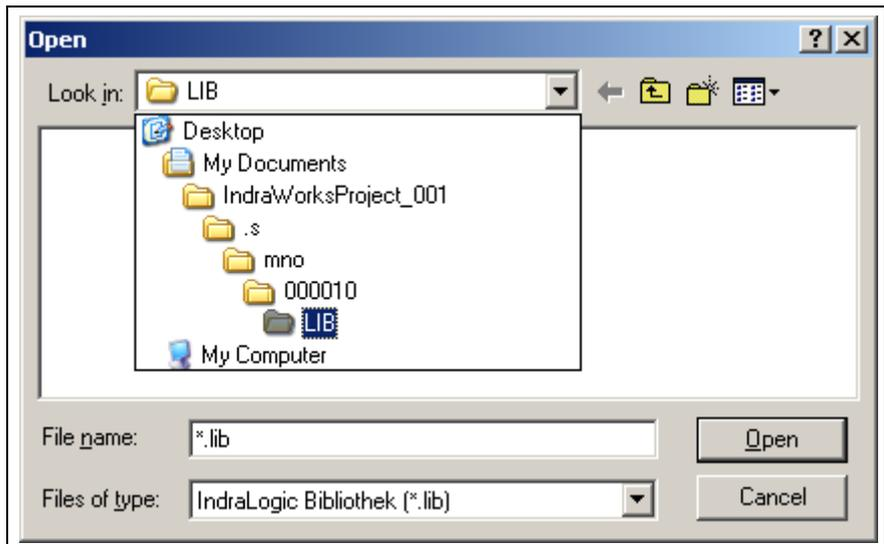 Open
Look in: LIB
Desktop
My Documents
IndraWorksProject_001
.s
mno
000010
LIB
My Computer
File name: *.lib Open
Files of type: IndraLogic Bibliothek (*.lib) Cancel